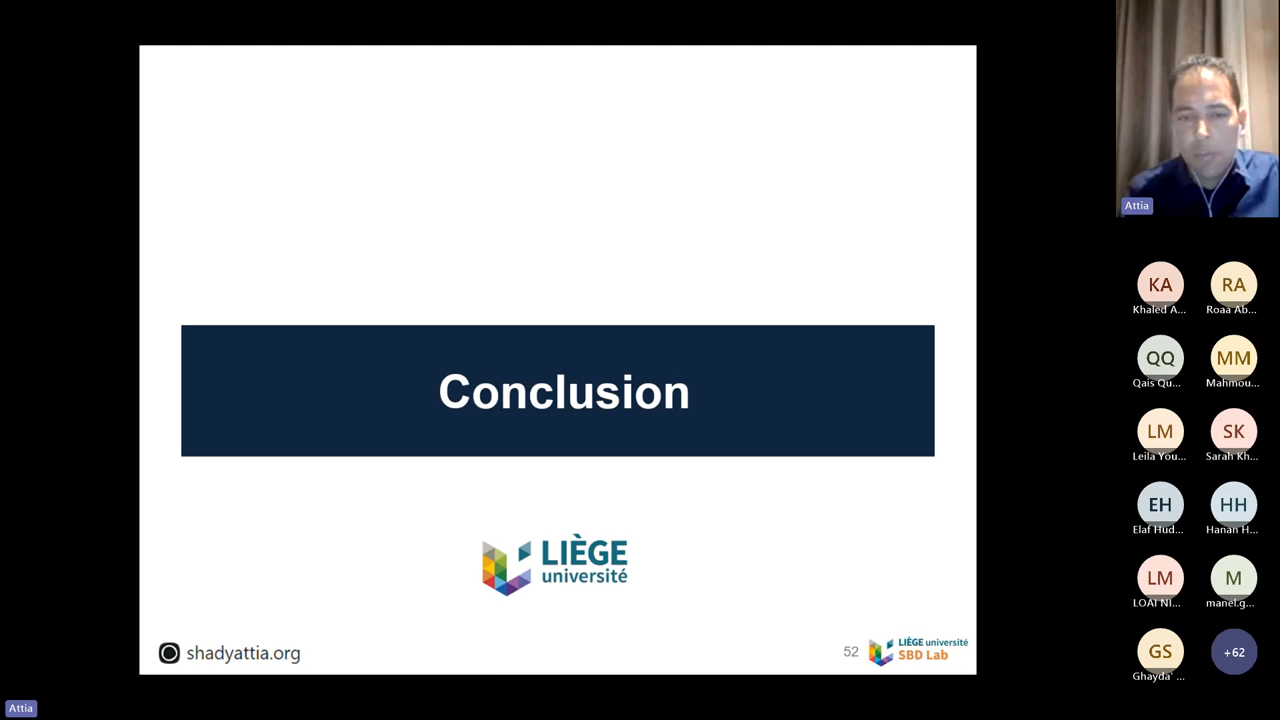 Conclusion
LIÈGE
université
shadyattia.org
52
LIÈGE université
SBD Lab
Attia
KA
RA
Khaled A...
Roaa Ab...
QQ
MM
Qais Qu...
Mahmou...
LM
SK
Leila You...
Sarah Kh...
EH
HH
Elaf Hud...
Hanan H...
LM
M
LOAI NI...
manel.g...
GS
+62
Ghayda' ...
Attia